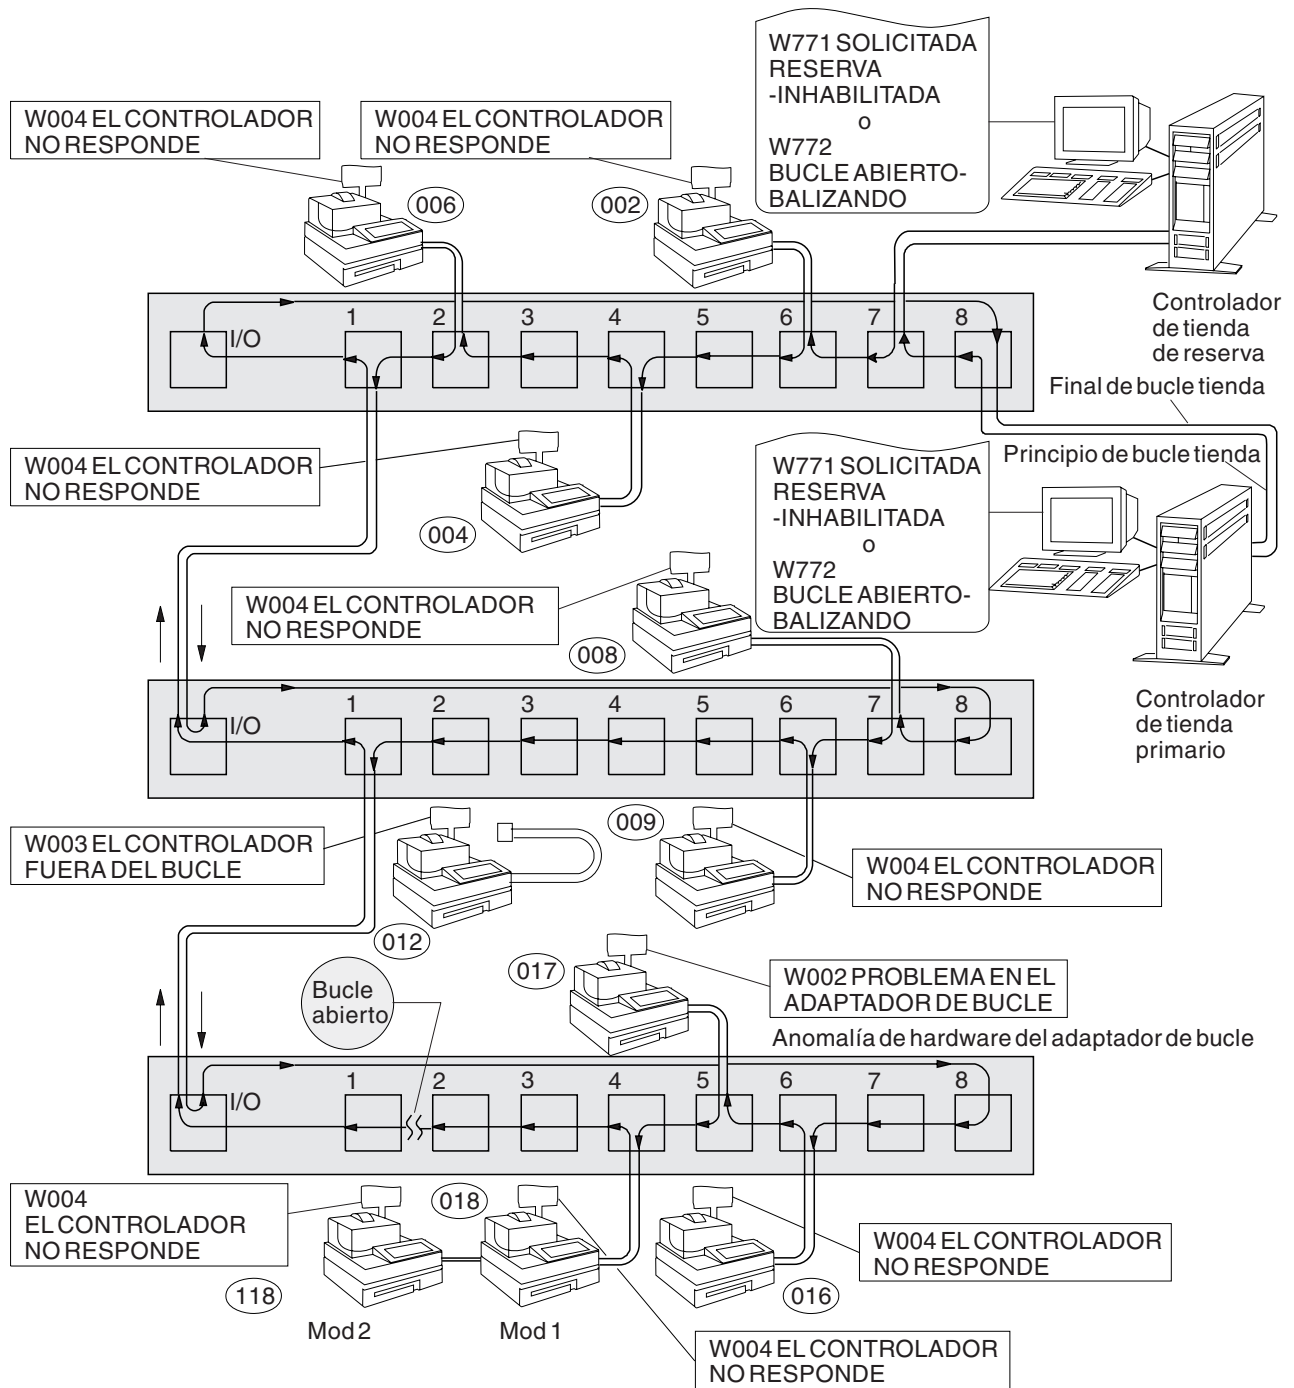 W771 SOLICITADA
RESERVA
-INHABILITADA
o
W772
BUCLE ABIERTO-
BALIZANDO
W004 EL CONTROLADOR
NO RESPONDE
W004 EL CONTROLADOR
NO RESPONDE
006
002
Controlador
de tienda
de reserva
I/O
1
2
3
4
5
6
7
8
Final de bucle tienda
Principio de bucle tienda
W004 EL CONTROLADOR
NO RESPONDE
004
W771 SOLICITADA
RESERVA
-INHABILITADA
o
W772
BUCLE ABIERTO-
BALIZANDO
W004 EL CONTROLADOR
NO RESPONDE
008
Controlador
de tienda
primario
I/O
1
2
3
4
5
6
7
8
W003 EL CONTROLADOR
FUERA DEL BUCLE
012
009
W004 EL CONTROLADOR
NO RESPONDE
Bucle
abierto
017
W002 PROBLEMA EN EL
ADAPTADOR DE BUCLE
Anomalía de hardware del adaptador de bucle
I/O
1
2
3
4
5
6
7
8
W004
EL CONTROLADOR
NO RESPONDE
018
W004 EL CONTROLADOR
NO RESPONDE
118
016
Mod 2
Mod 1
W004 EL CONTROLADOR
NO RESPONDE